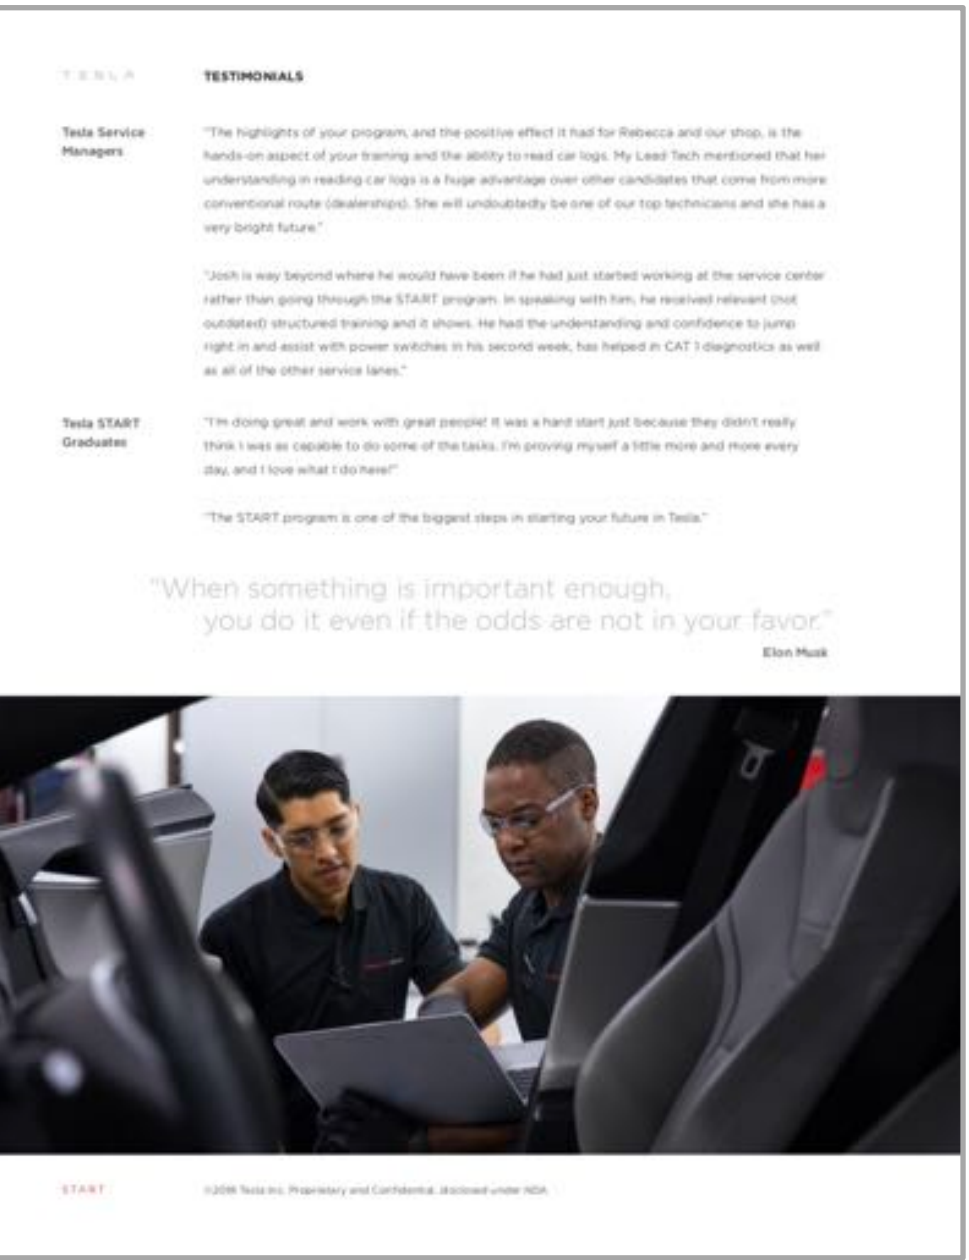 TESLA
TESTIMONIALS
Tesla Service
Managers
"The highlights of your program, and the positive effect it had for Rebecca and our shop, is the
hands-on aspect of your training and the ability to read car logs. My Lead Tech mentioned that her
understanding in reading car logs is a huge advantage over other candidates that come from more
conventional route (dealerships). She will undoubtedly be one of our top technicians and she has a
very bright future."
"Josh is way beyond where he would have been if he had just started working at the service center
rather than going through the START program. In speaking with him, he received relevant (not
outdated) structured training and it shows. He had the understanding and confidence to jump
right in and assist with power switches in his second week, has helped in CAT 1 diagnostics as well
as all of the other service lanes."
Tesla START
Graduates
"I'm doing great and work with great people! It was a hard start just because they didn't really
think I was as capable to do some of the tasks. I'm proving myself a little more and more every
day, and I love what I do here!"
"The START program is one of the biggest steps in starting your future in Tesla."
"When something is important enough,
you do it even if the odds are not in your favor."
Elon Musk
START
Tesla Inc. Proprietary and Confidential, disclosed under NDA